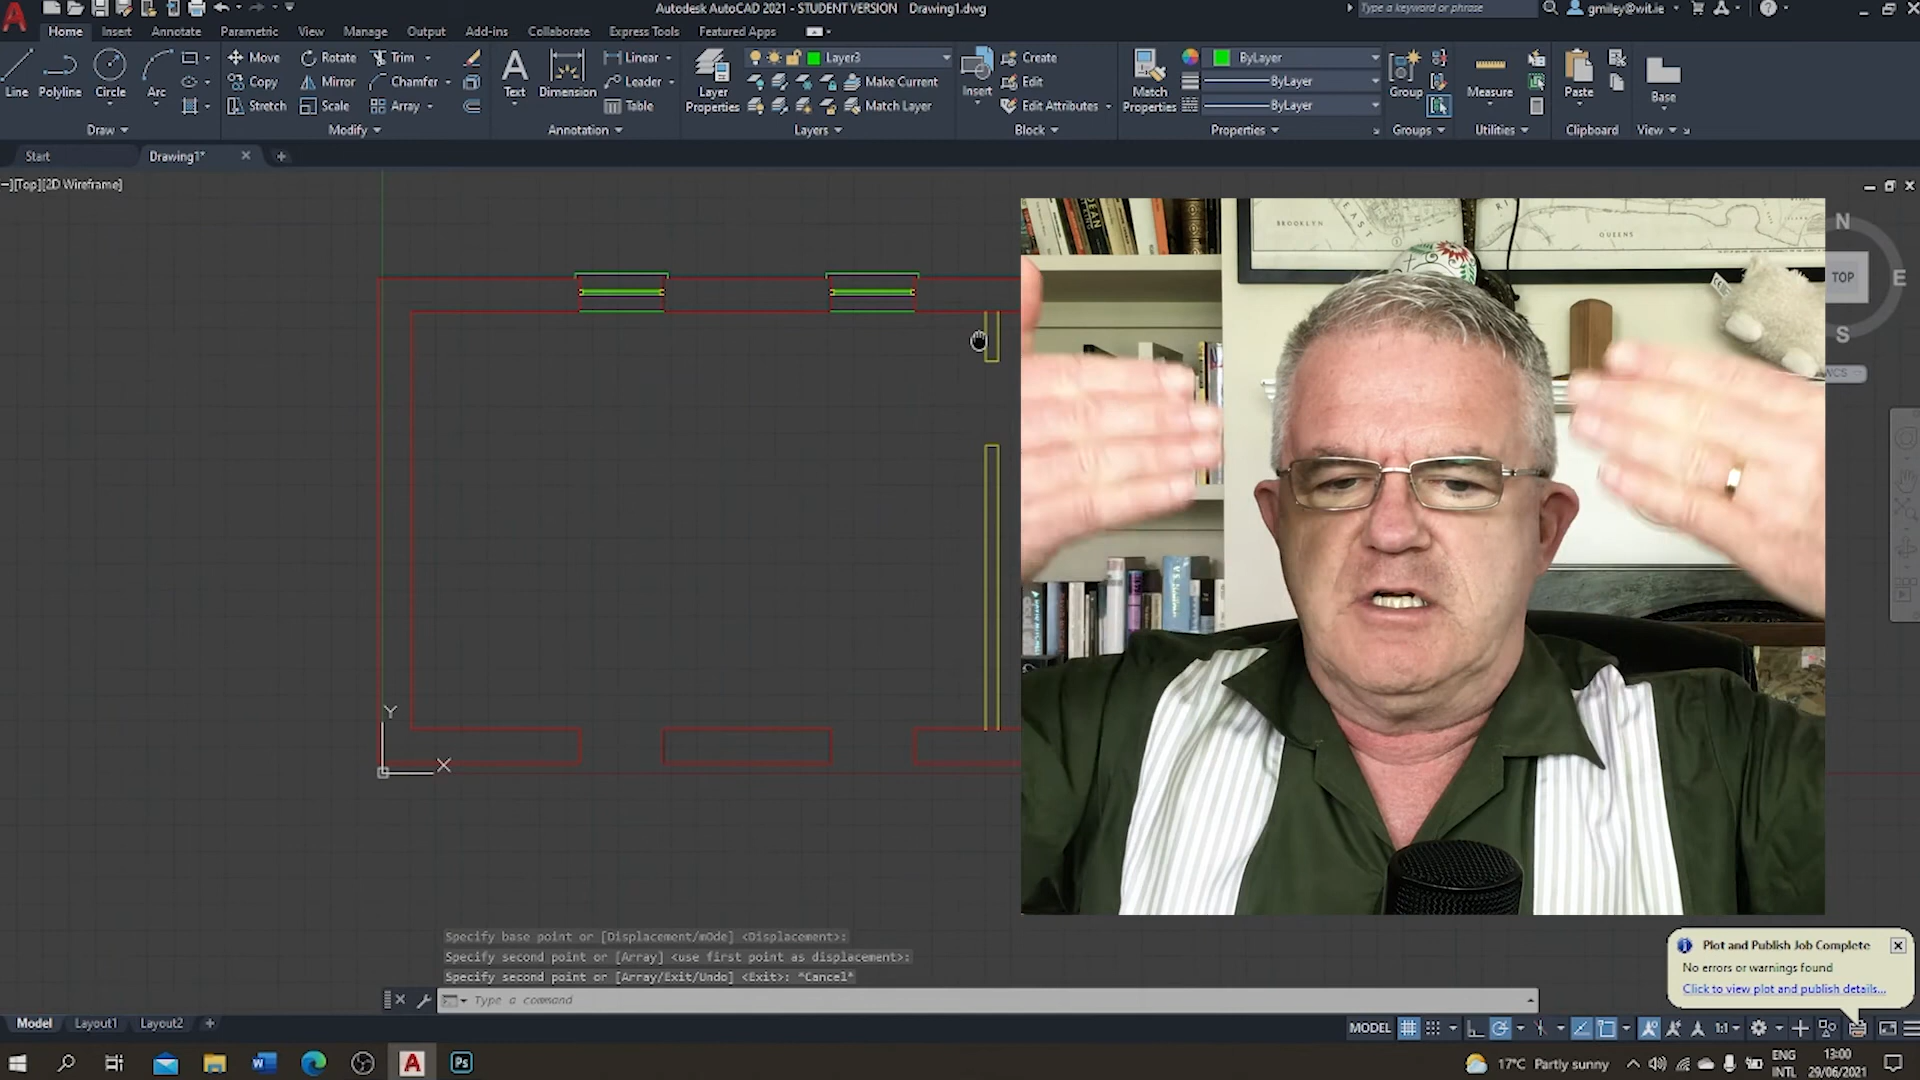 Autodesk AutoCAD 2021 - STUDENT VERSION Drawing1.dwg
Type a keyword or phrase
gmiley@wit.ie
Home Insert Annotate Parametric View Manage Output Add-ins Collaborate Express Tools Featured Apps
Line Polyline Circle Arc
Move Rotate Trim
Copy Mirror Chamfer
Stretch Scale Array
Text Dimension
Linear
Leader
Table
Layer Properties
Layer3
Make Current
Match Layer
Insert
Create
Edit
Edit Attributes
Match Properties
ByLayer
ByLayer
ByLayer
Group
Measure
Paste
Base
Draw Modify Annotation Layers Block Properties Groups Utilities Clipboard View
Start Drawing1*
[Top][2D Wireframe]
BROOKLYN
EAST
QUEENS
N
TOP
E
S
WCS
Y
X
Specify base point or [Displacement/mOde] <Displacement>:
Specify second point or [Array] <use first point as displacement>:
Specify second point or [Array/Exit/Undo] <Exit>: *Cancel*
Type a command
Plot and Publish Job Complete
No errors or warnings found
Click to view plot and publish details...
Model Layout1 Layout2
MODEL
1:1
17°C Partly sunny
ENG
INTL
13:00
29/06/2021